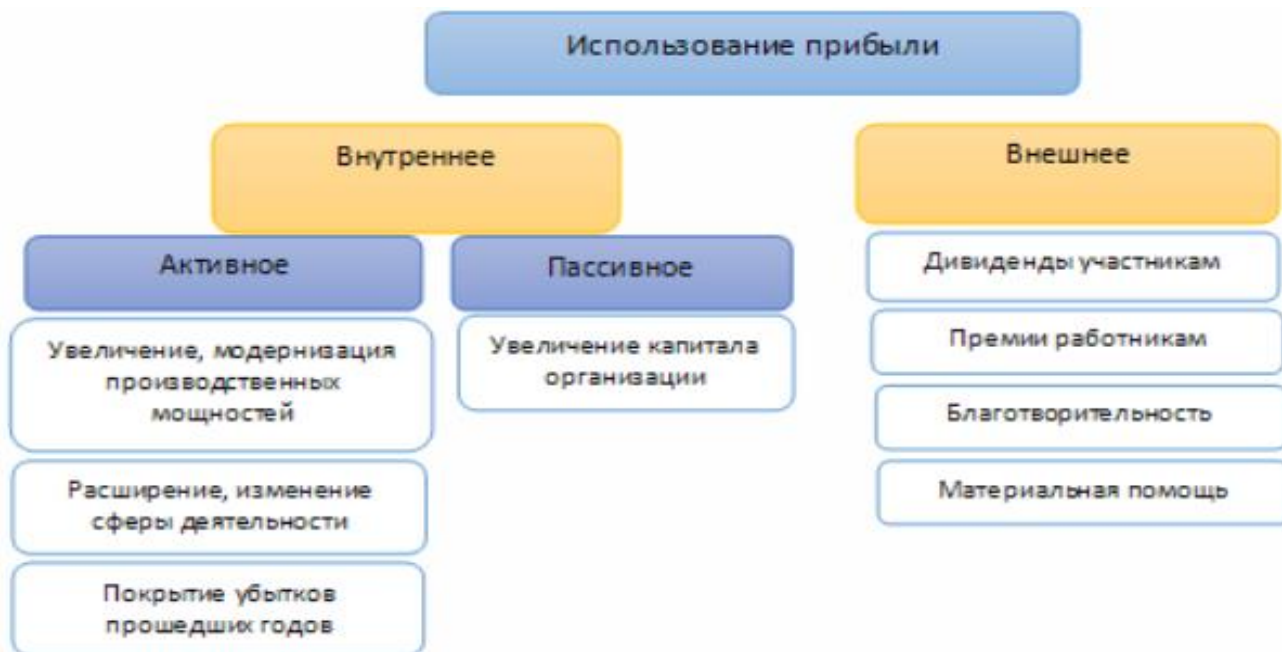 Использование прибыли
Внутреннее
Внешнее
Активное
Пассивное
Увеличение, модернизация
производственных
мощностей
Расширение, изменение
сферы деятельности
Покрытие убытков
прошедших годов
Увеличение капитала
организации
Дивиденды участникам
Премии работникам
Благотворительность
Материальная помощь